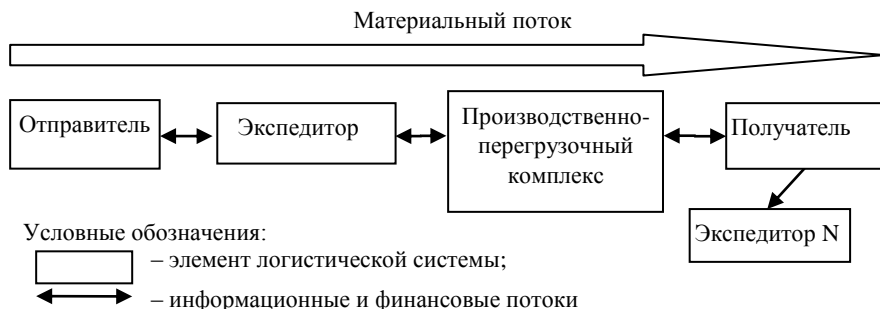 Материальный поток
Отправитель
Экспедитор
Производственно-
перегрузочный
комплекс
Получатель
Экспедитор N
Условные обозначения:
– элемент логистической системы;
– информационные и финансовые потоки